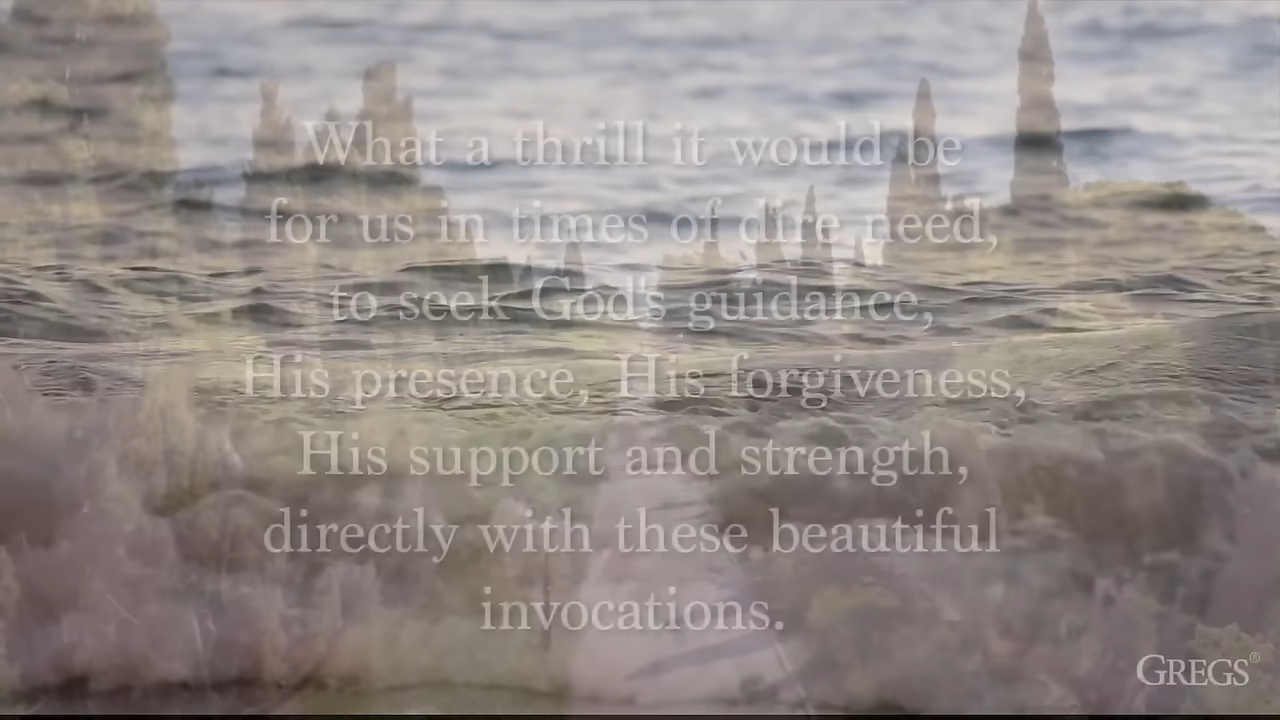 What a thrill it would be
for us in times of dire need,
to seek God's guidance,
His presence, His forgiveness,
His support and strength,
directly with these beautiful
invocations.
GREGS®